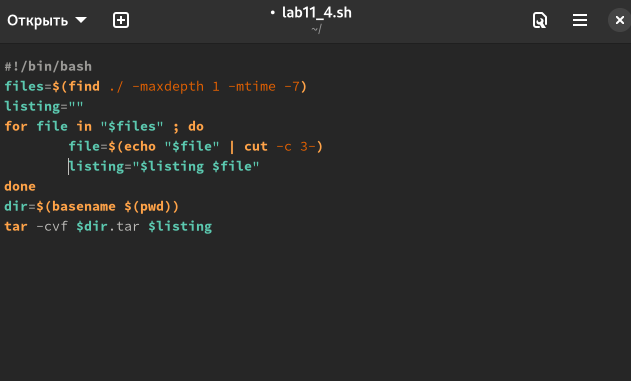 Открыть
• lab11_4.sh
~/
#!/bin/bash
files=$(find ./ -maxdepth 1 -mtime -7)
listing=""
for file in "$files" ; do
        file=$(echo "$file" | cut -c 3-)
        listing="$listing $file"
done
dir=$(basename $(pwd))
tar -cvf $dir.tar $listing